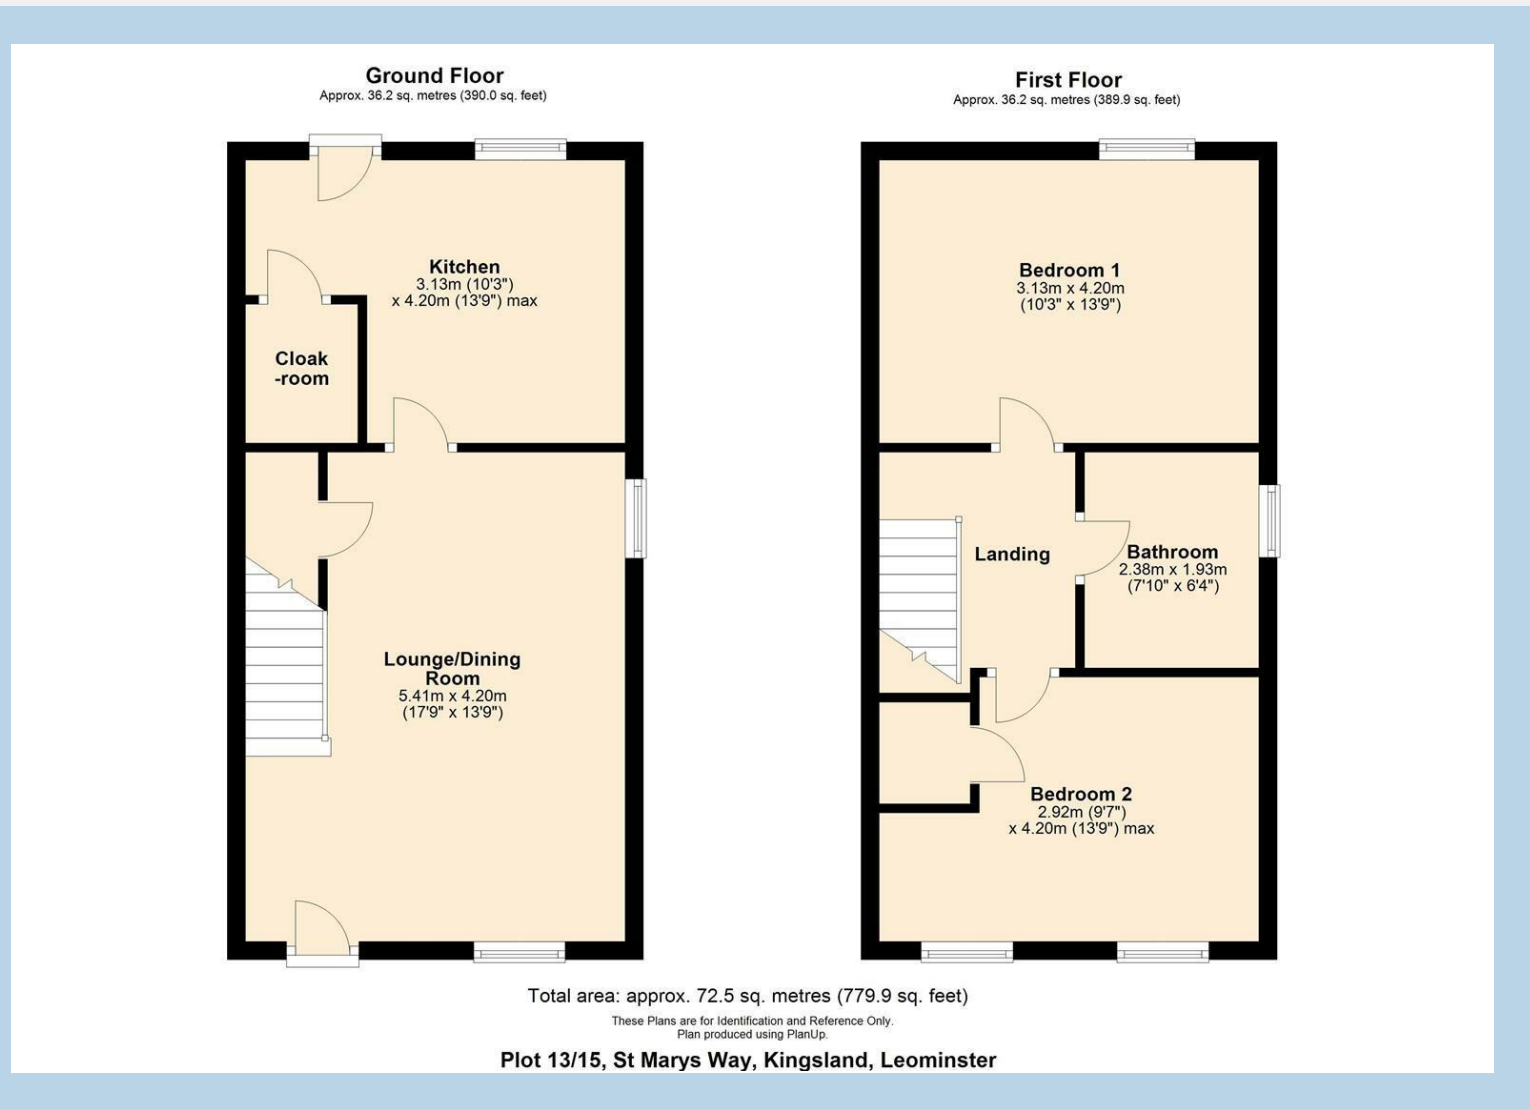 Ground Floor
Approx. 36.2 sq. metres (390.0 sq. feet)
Kitchen
3.13m (10'3")
x 4.20m (13'9") max
Cloak
-room
Lounge/Dining
Room
5.41m x 4.20m
(17'9" x 13'9")
First Floor
Approx. 36.2 sq. metres (389.9 sq. feet)
Bedroom 1
3.13m x 4.20m
(10'3" x 13'9")
Landing
Bathroom
2.38m x 1.93m
(7'10" x 6'4")
Bedroom 2
2.92m (9'7")
x 4.20m (13'9") max
Total area: approx. 72.5 sq. metres (779.9 sq. feet)
These Plans are for Identification and Reference Only.
Plan produced using PlanUp.
Plot 13/15, St Marys Way, Kingsland, Leominster